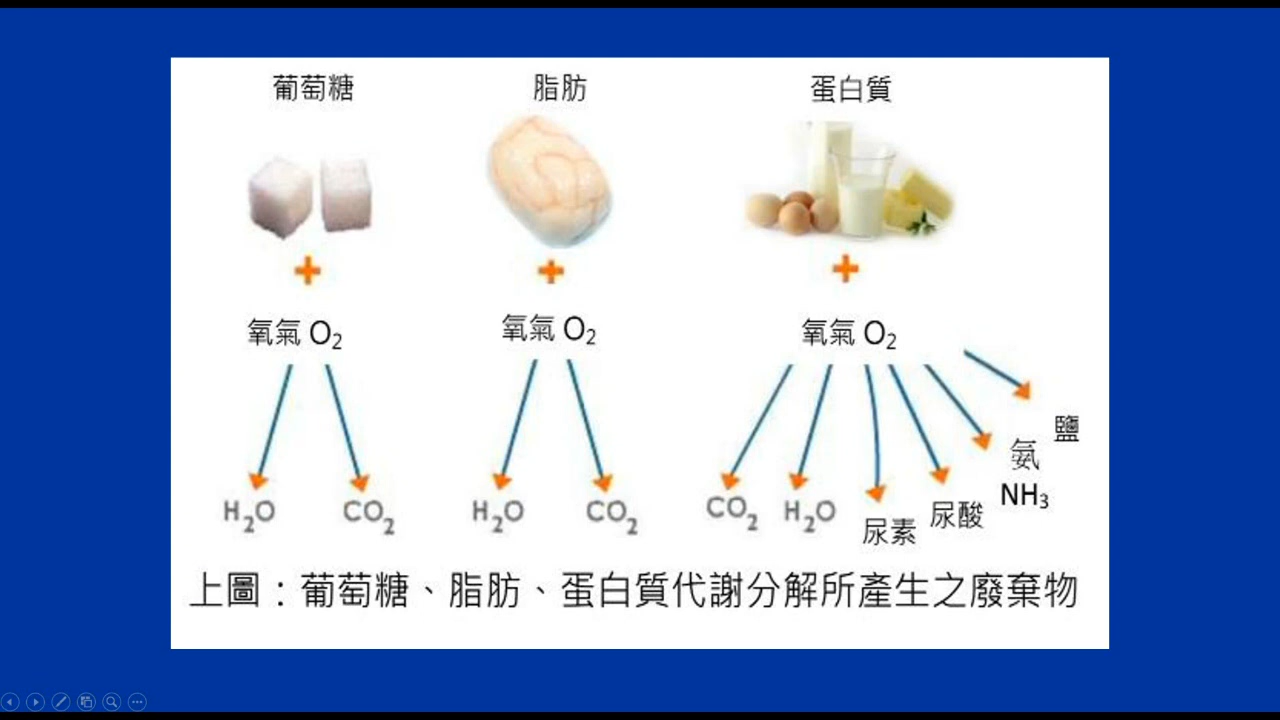 葡萄糖
脂肪
蛋白質
氧氣 O₂
氧氣 O₂
氧氣 O₂
H₂O
CO₂
H₂O
CO₂
CO₂
H₂O
尿素
尿酸
氨
NH₃
鹽
上圖：葡萄糖、脂肪、蛋白質代謝分解所產生之廢棄物